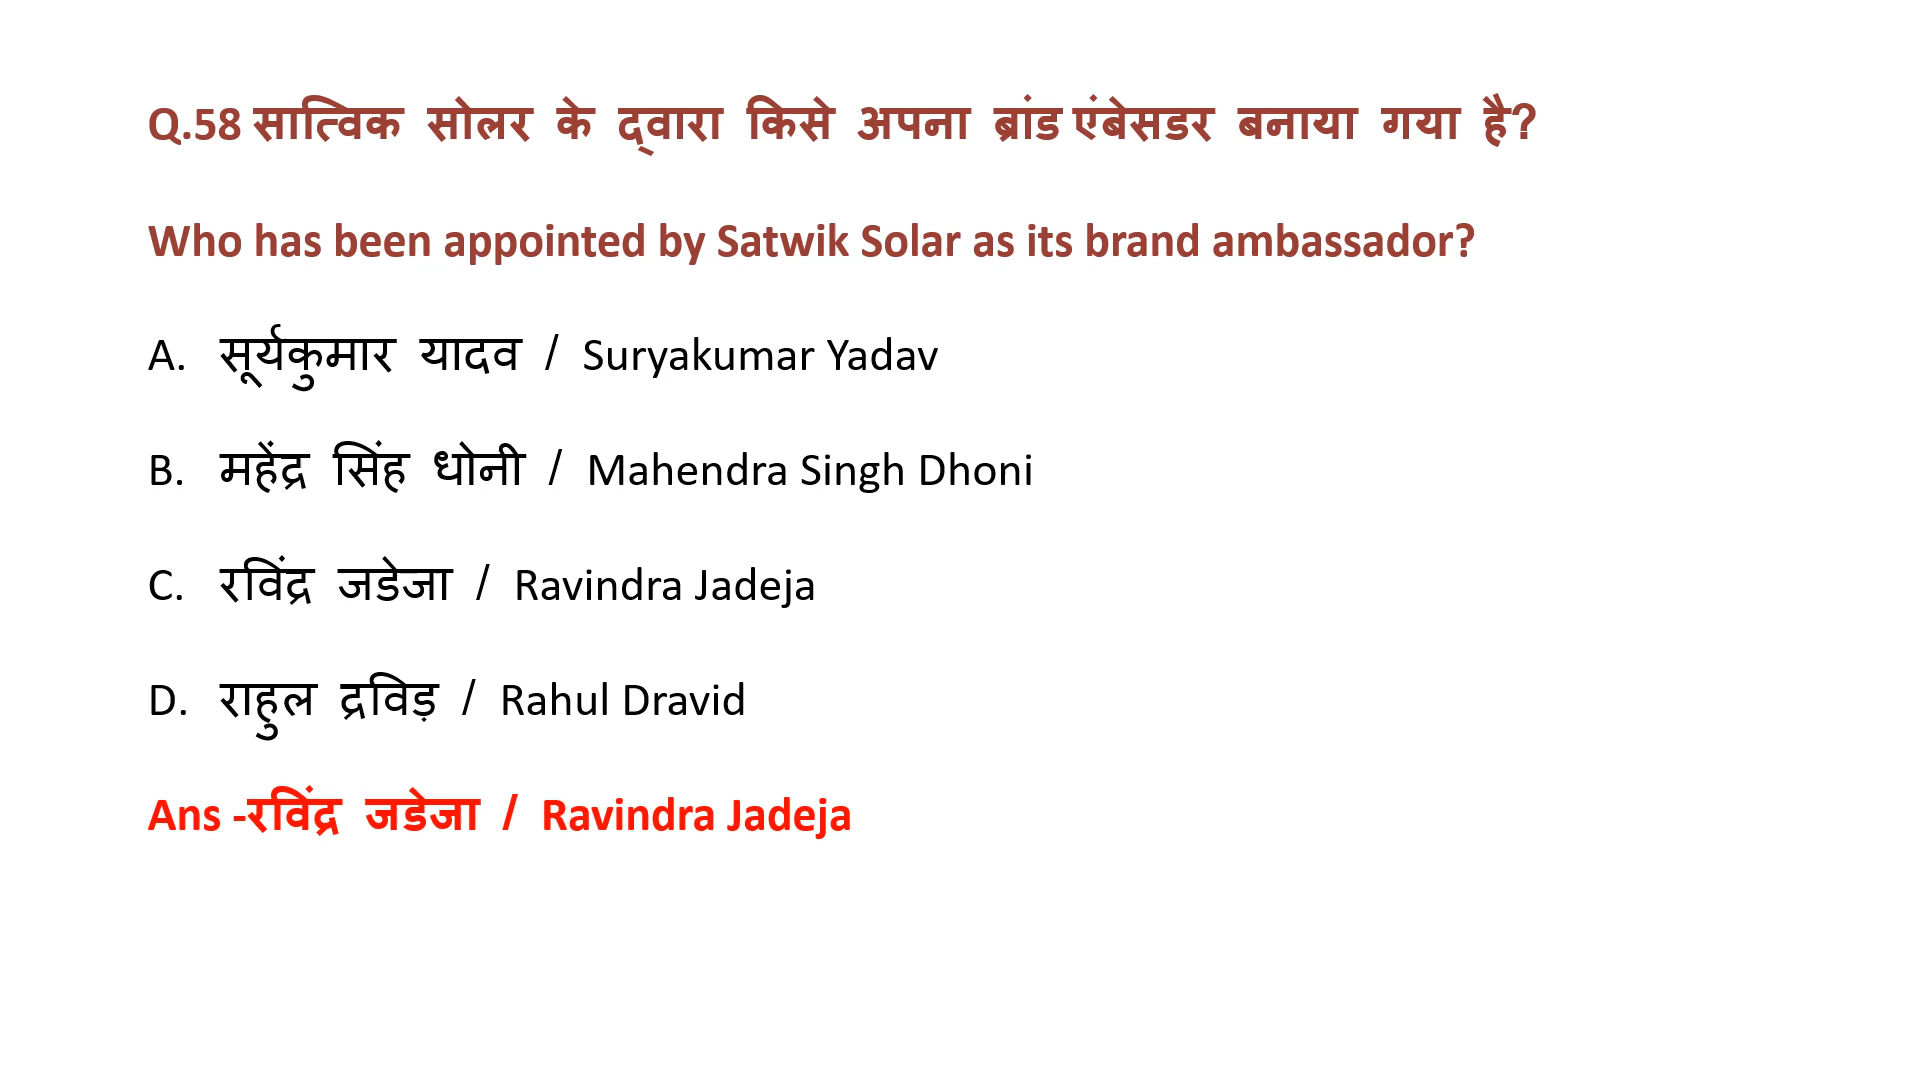 Q.58 सात्विक सोलर के द्वारा किसे अपना ब्रांड एंबेसडर बनाया गया है?
Who has been appointed by Satwik Solar as its brand ambassador?
A. सूर्यकुमार यादव / Suryakumar Yadav
B. महेंद्र सिंह धोनी / Mahendra Singh Dhoni
C. रविंद्र जडेजा / Ravindra Jadeja
D. राहुल द्रविड़ / Rahul Dravid
Ans -रविंद्र जडेजा / Ravindra Jadeja